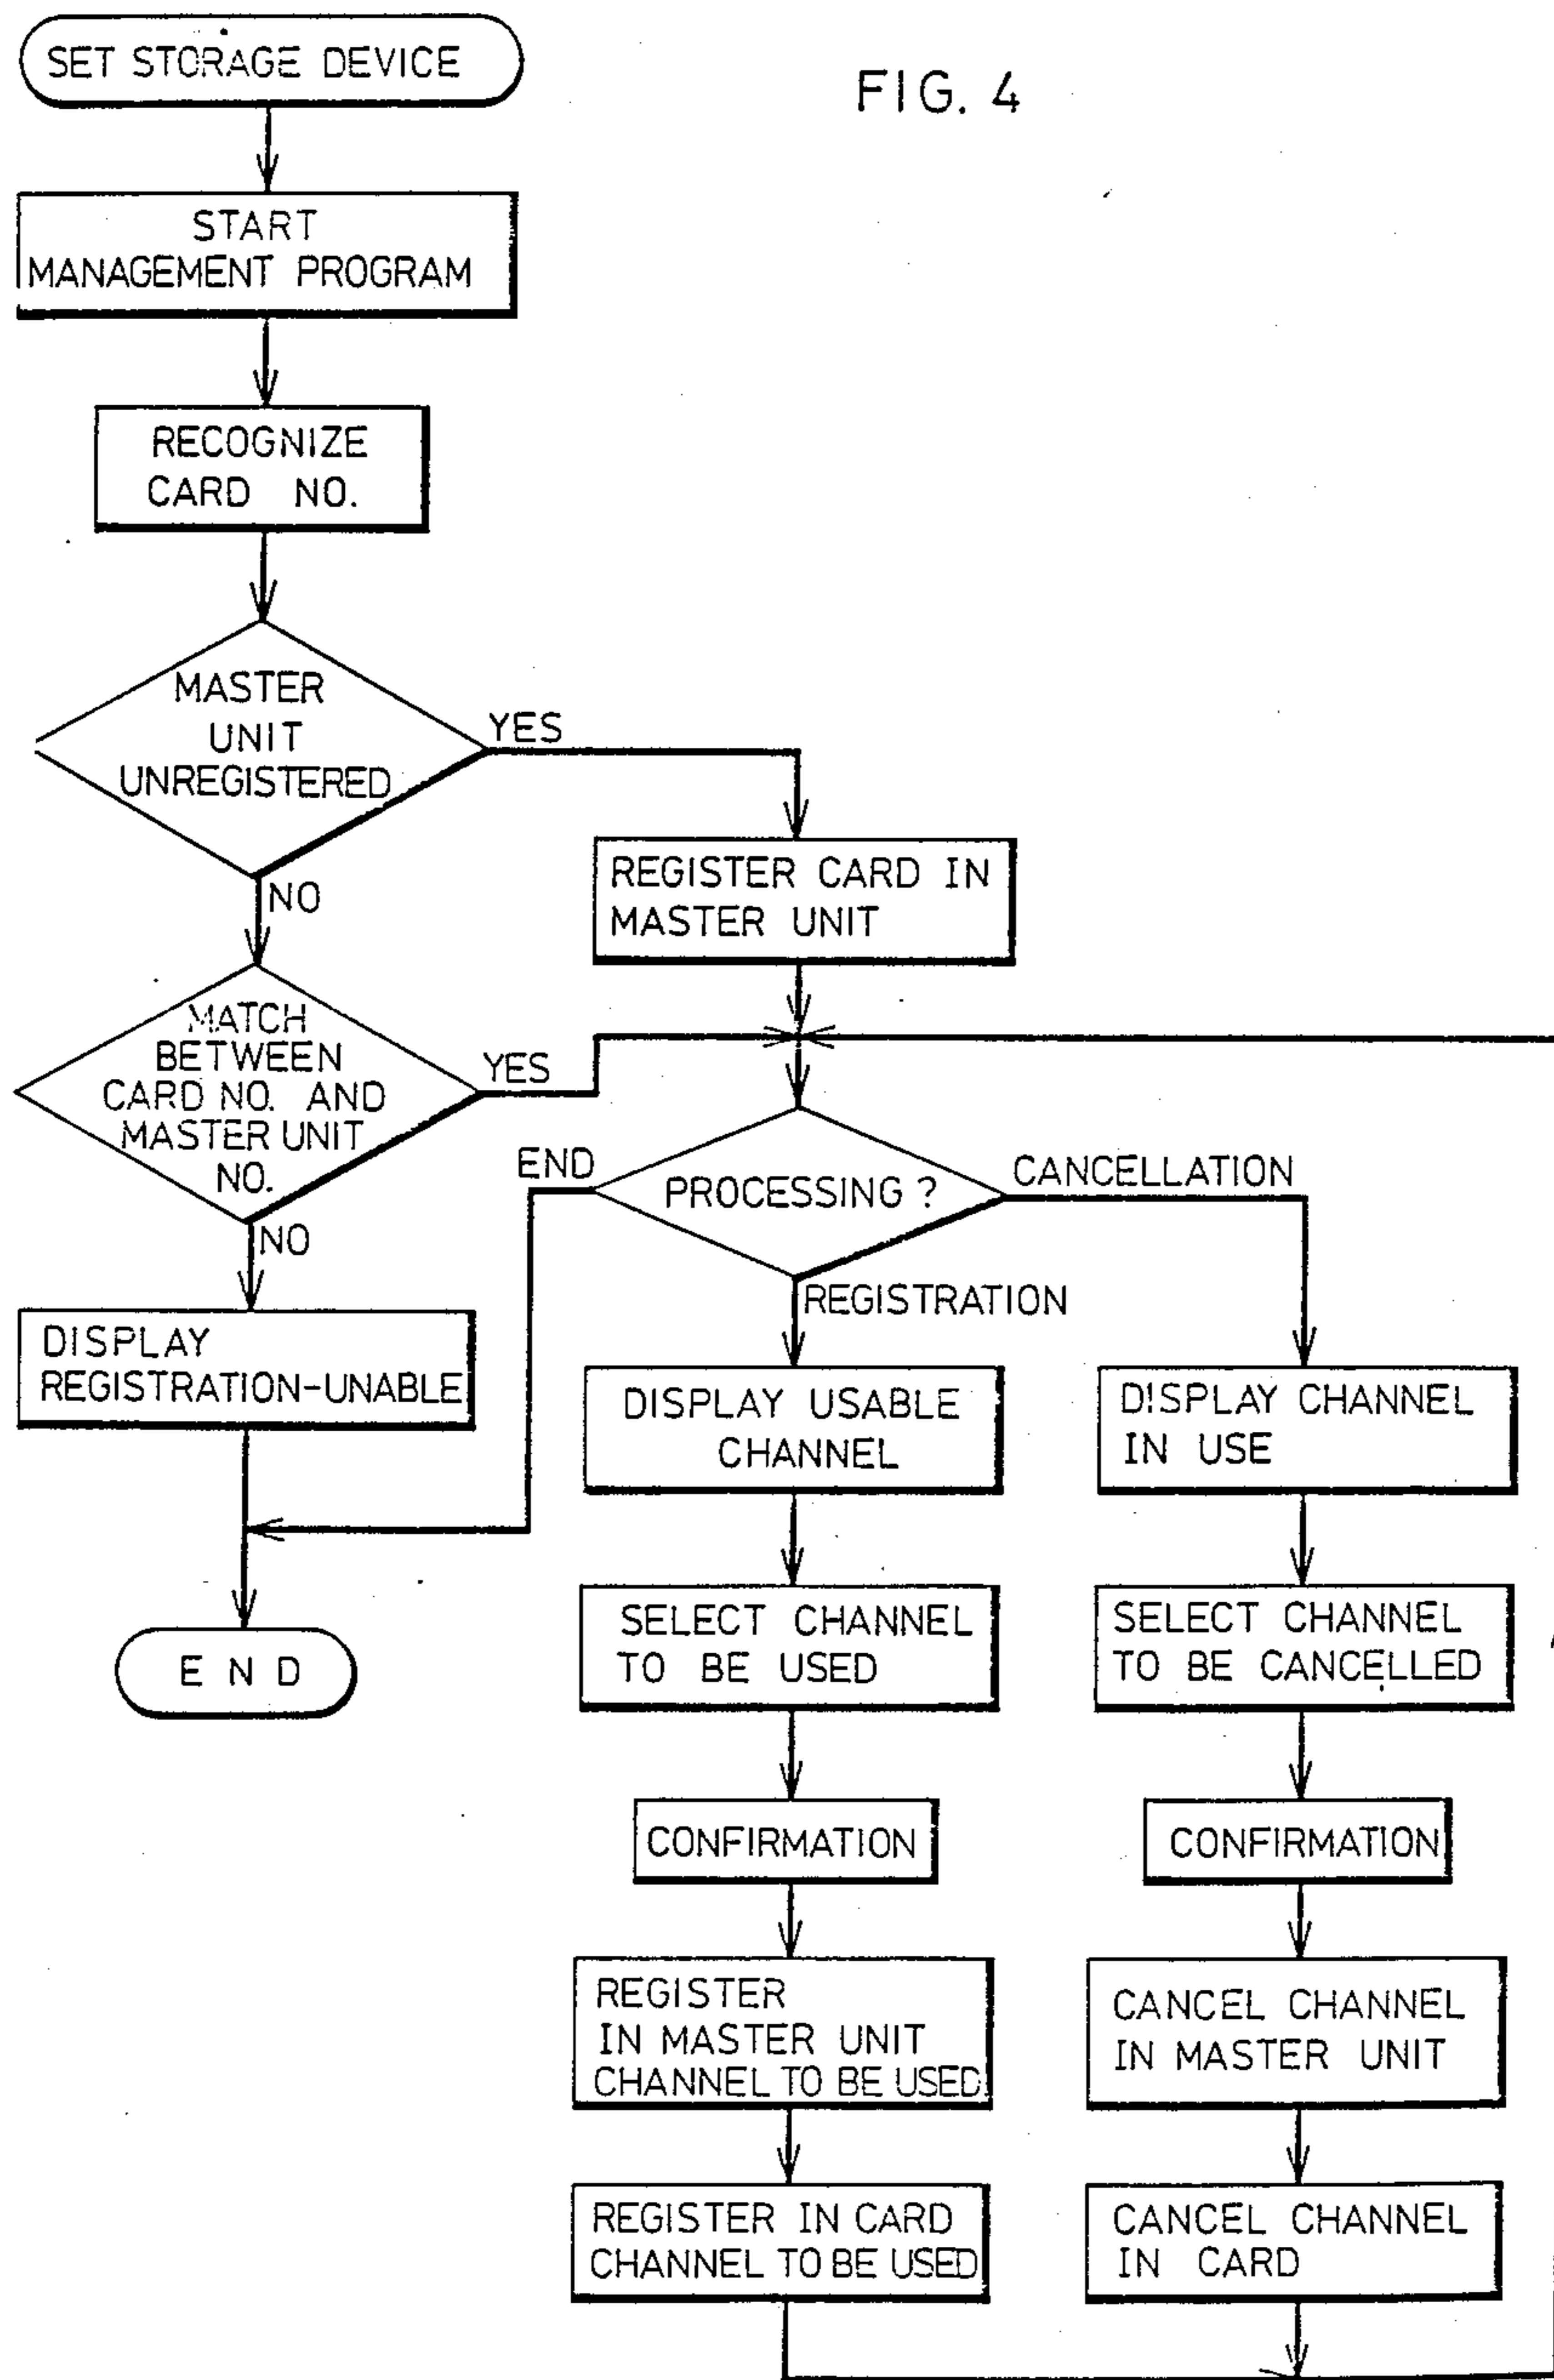 SET STORAGE DEVICE
FIG. 4
START
MANAGEMENT PROGRAM
RECOGNIZE
CARD NO.
MASTER
UNIT
UNREGISTERED
YES
NO
REGISTER CARD IN
MASTER UNIT
MATCH
BETWEEN
CARD NO. AND
MASTER UNIT
NO.
YES
NO
END
PROCESSING ?
CANCELLATION
REGISTRATION
DISPLAY
REGISTRATION-UNABLE
END
DISPLAY USABLE
CHANNEL
SELECT CHANNEL
TO BE USED
CONFIRMATION
REGISTER
IN MASTER UNIT
CHANNEL TO BE USED
REGISTER IN CARD
CHANNEL TO BE USED
DISPLAY CHANNEL
IN USE
SELECT CHANNEL
TO BE CANCELLED
CONFIRMATION
CANCEL CHANNEL
IN MASTER UNIT
CANCEL CHANNEL
IN CARD